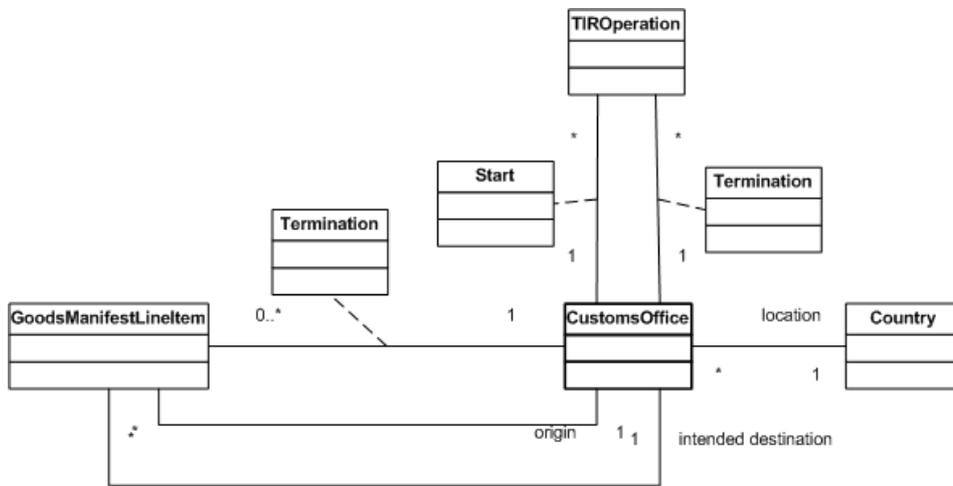 TIROperation
* *
Start
Termination
Termination
1 1
0..* 1
GoodsManifestLineItem
CustomsOffice
location
Country
* 1
* *
origin
1 1
intended destination